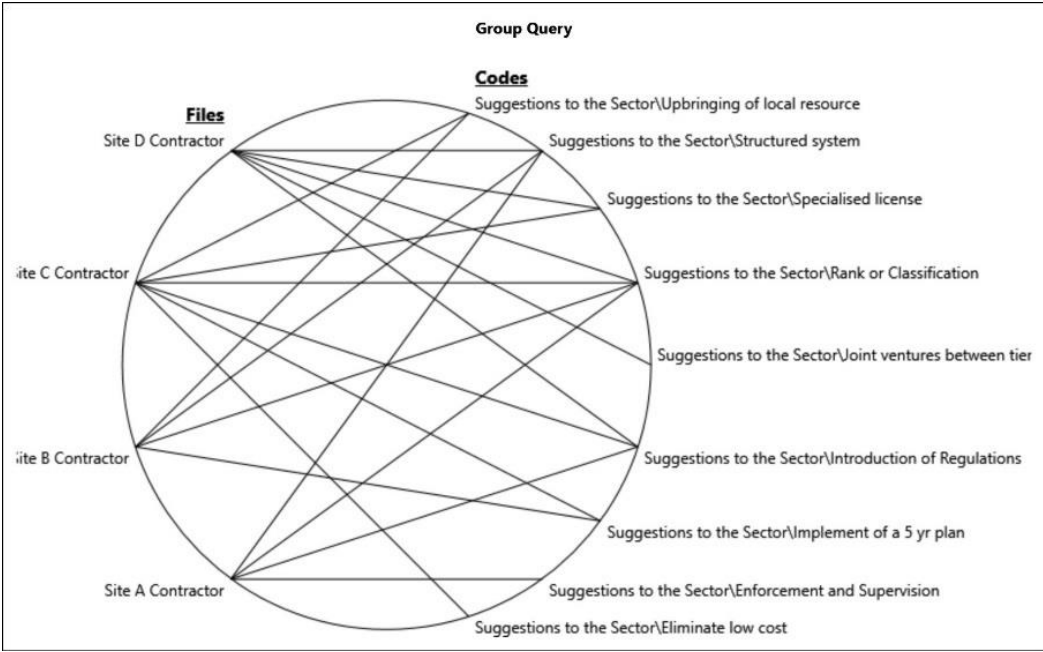 Group Query
Codes
Suggestions to the Sector\Upbringing of local resource
Files
Site D Contractor
Suggestions to the Sector\Structured system
Suggestions to the Sector\Specialised license
ite C Contractor
Suggestions to the Sector\Rank or Classification
Suggestions to the Sector\Joint ventures between tier
ite B Contractor
Suggestions to the Sector\Introduction of Regulations
Suggestions to the Sector\Implement of a 5 yr plan
Site A Contractor
Suggestions to the Sector\Enforcement and Supervision
Suggestions to the Sector\Eliminate low cost